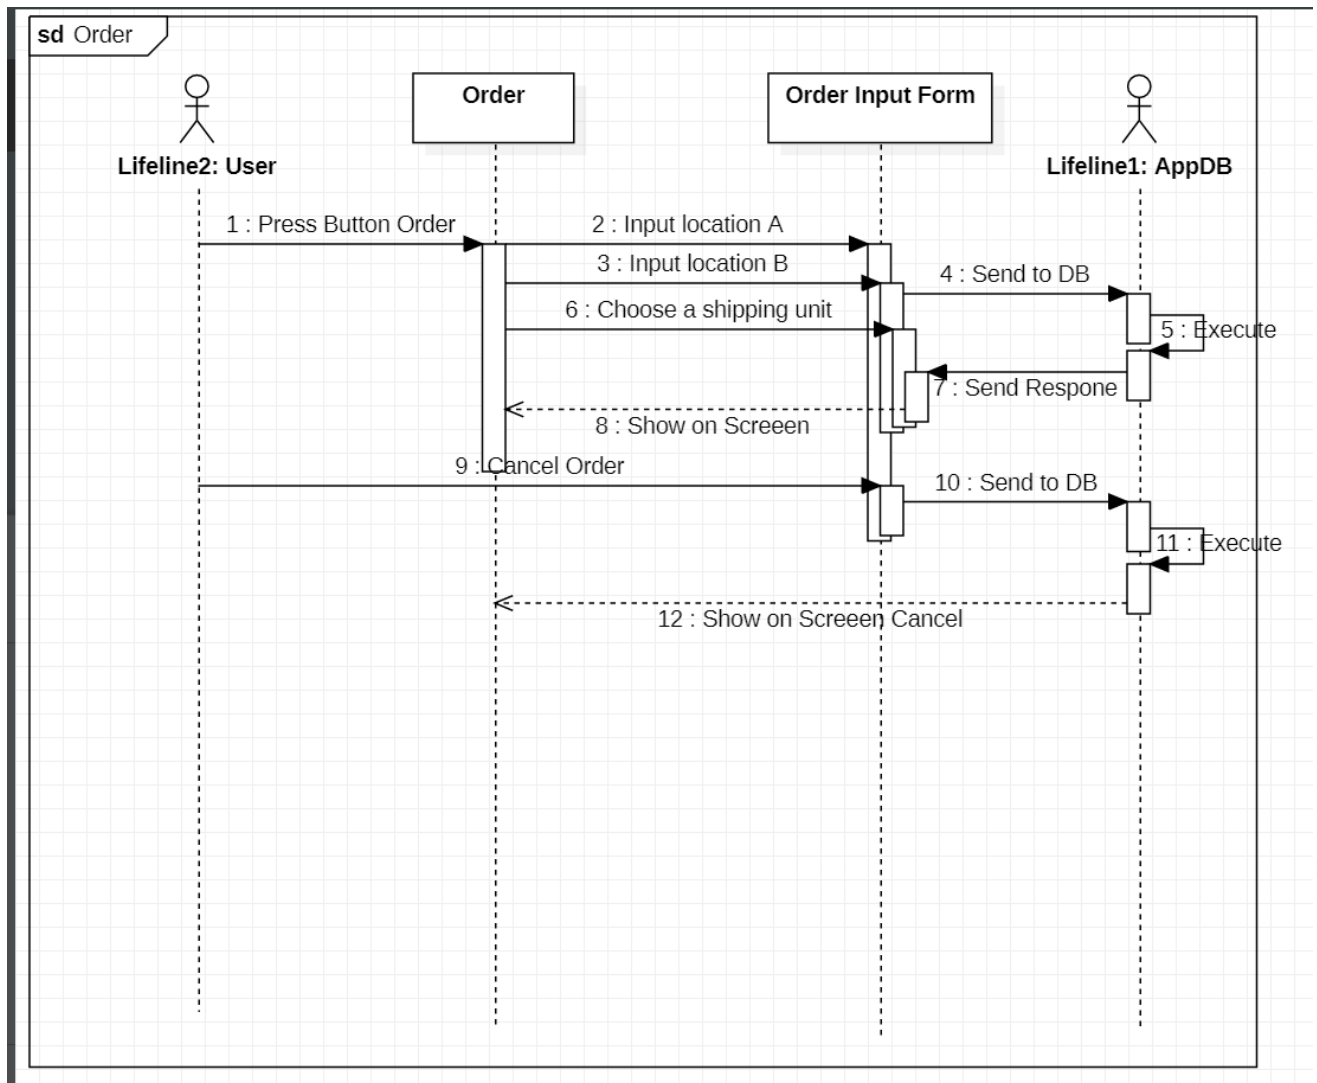 sd Order
Order
Order Input Form
Lifeline2: User
Lifeline1: AppDB
1 : Press Button Order
2 : Input location A
3 : Input location B
4 : Send to DB
6 : Choose a shipping unit
5 : Execute
7 : Send Respone
8 : Show on Screeen
9 : Cancel Order
10 : Send to DB
11 : Execute
12 : Show on Screeen Cancel